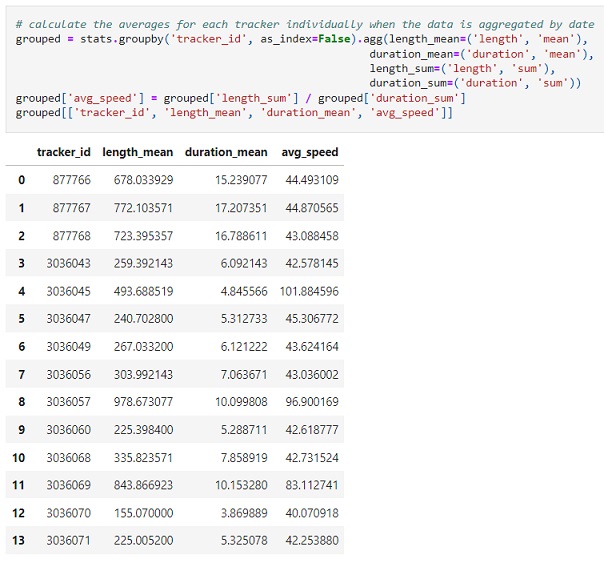 # calculate the averages for each tracker individually when the data is aggregated by date
grouped = stats.groupby('tracker_id', as_index=False).agg(length_mean=('length', 'mean'),
duration_mean=('duration', 'mean'),
length_sum=('length', 'sum'),
duration_sum=('duration', 'sum'))
grouped['avg_speed'] = grouped['length_sum'] / grouped['duration_sum']
grouped[['tracker_id', 'length_mean', 'duration_mean', 'avg_speed']]
tracker_id length_mean duration_mean avg_speed
0 877766 678.033929 15.239077 44.493109
1 877767 772.103571 17.207351 44.870565
2 877768 723.395357 16.788611 43.088458
3 3036043 259.392143 6.092143 42.578145
4 3036045 493.688519 4.845566 101.884596
5 3036047 240.702800 5.312733 45.306772
6 3036049 267.033200 6.121222 43.624164
7 3036056 303.992143 7.063671 43.036002
8 3036057 978.673077 10.099808 96.900169
9 3036060 225.398400 5.288711 42.618777
10 3036068 335.823571 7.858919 42.731524
11 3036069 843.866923 10.153280 83.112741
12 3036070 155.070000 3.869889 40.070918
13 3036071 225.005200 5.325078 42.253880